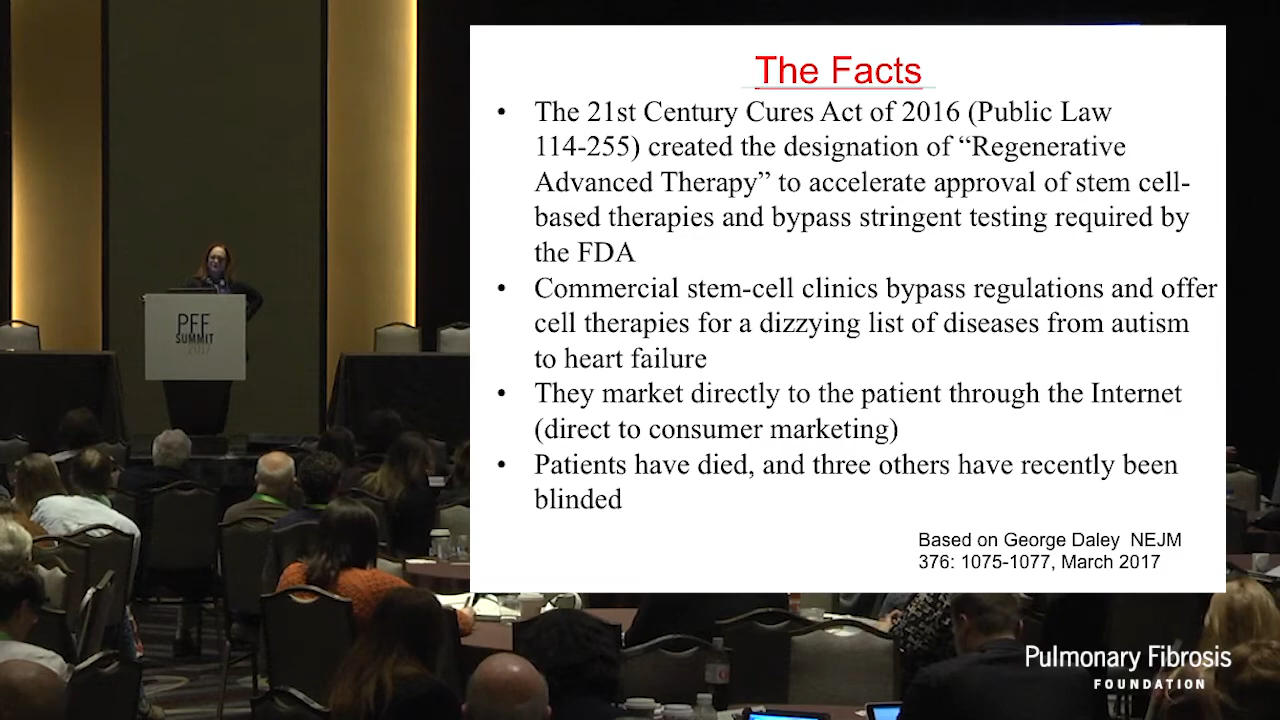 The Facts
• The 21st Century Cures Act of 2016 (Public Law
114-255) created the designation of “Regenerative
Advanced Therapy” to accelerate approval of stem cell-
based therapies and bypass stringent testing required by
the FDA
• Commercial stem-cell clinics bypass regulations and offer
cell therapies for a dizzying list of diseases from autism
to heart failure
• They market directly to the patient through the Internet
(direct to consumer marketing)
• Patients have died, and three others have recently been
blinded
Based on George Daley NEJM
376: 1075-1077, March 2017
PFF
SUMMIT
2017
Pulmonary Fibrosis
FOUNDATION